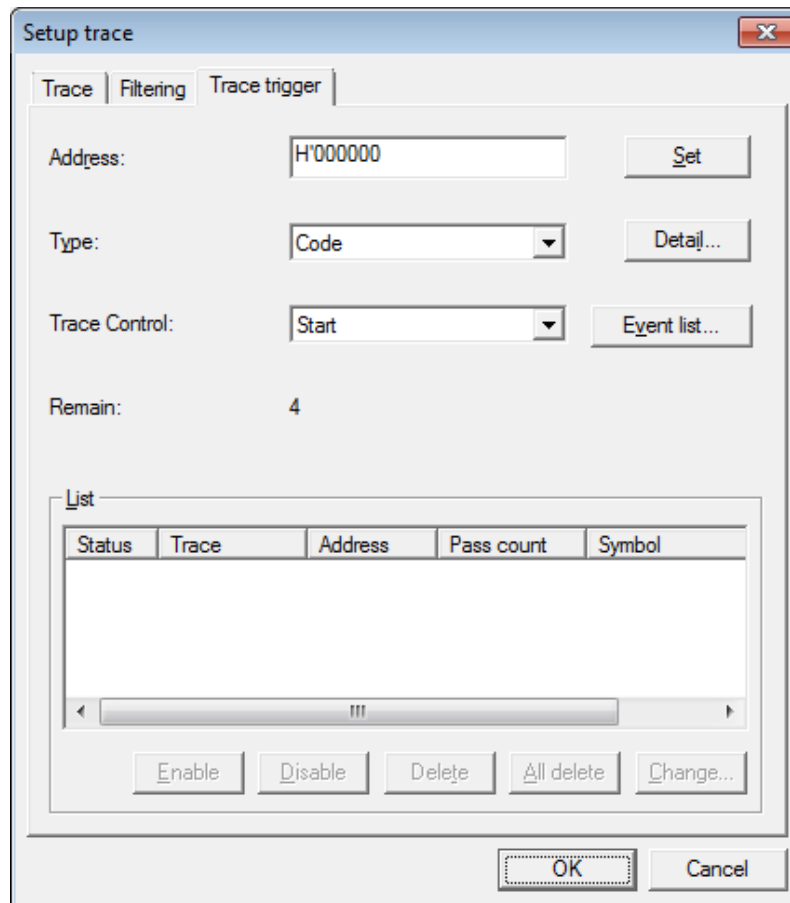 Setup trace
Trace Filtering Trace trigger
Address: H'000000 Set
Type: Code Detail...
Trace Control: Start Event list...
Remain: 4
List
Status Trace Address Pass count Symbol
Enable Disable Delete All delete Change...
OK Cancel